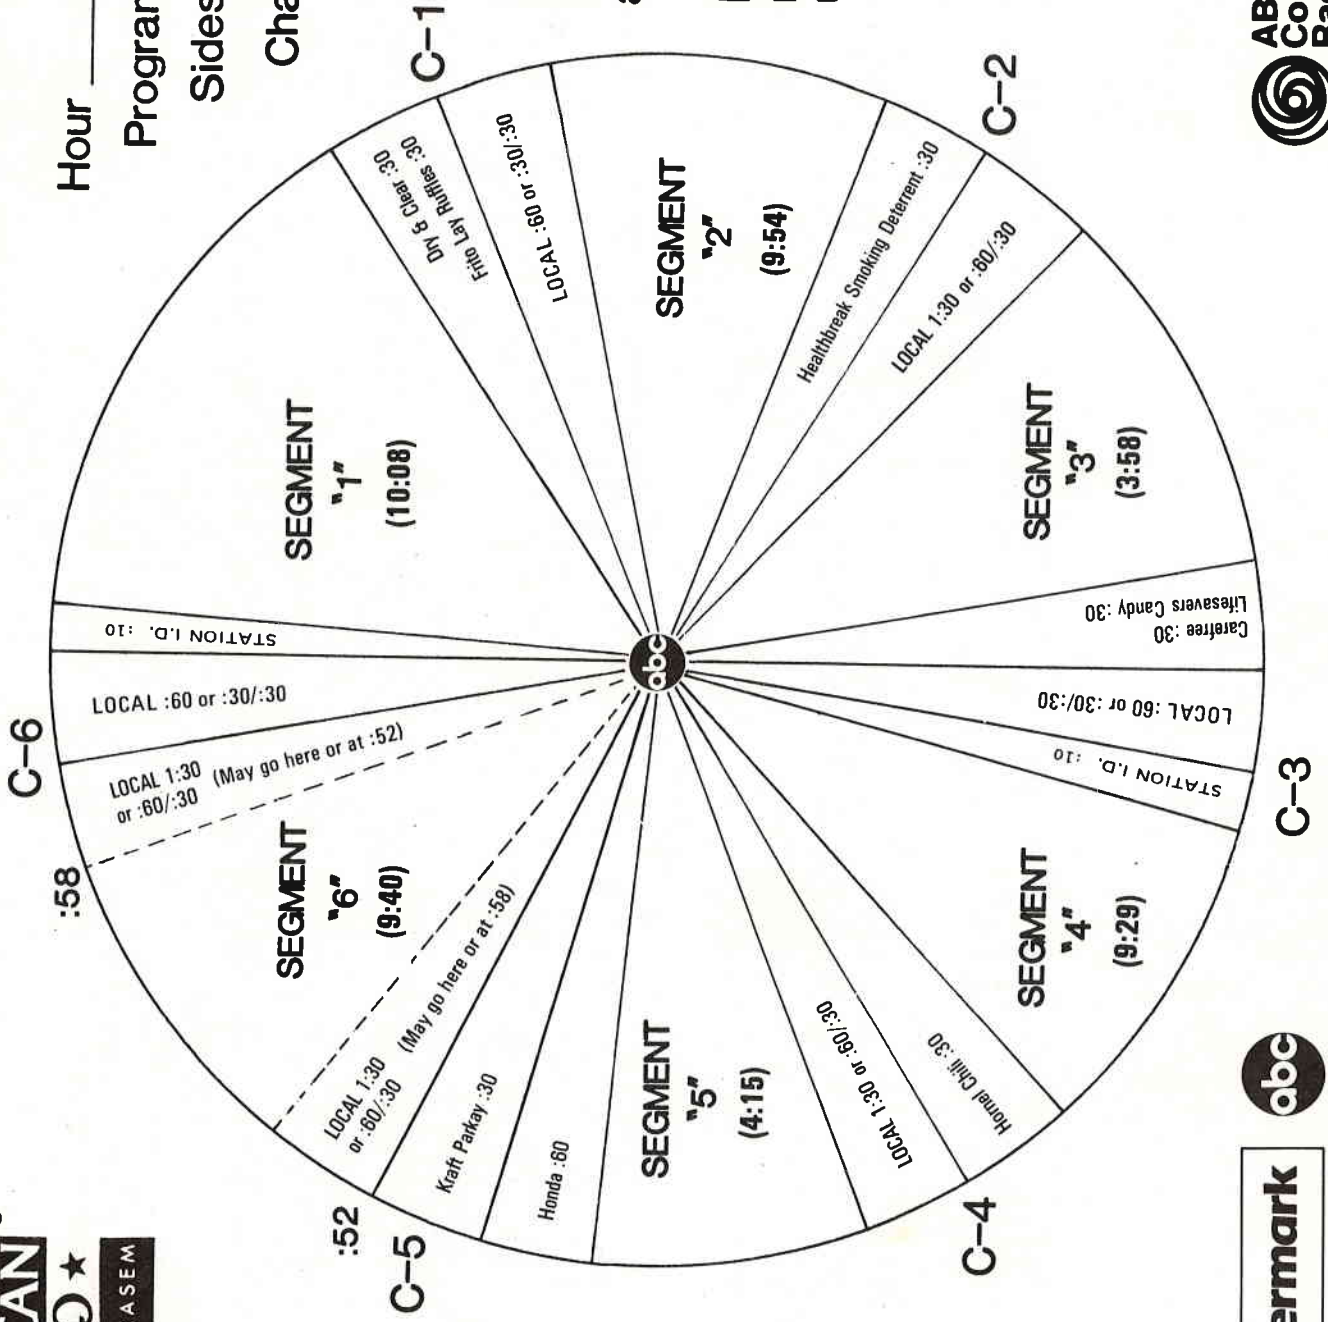 Hour
Sides
C-1
Dry & Clear :30
Frito Lay Ruffles :30
LOCAL :60 or :30/:30
SEGMENT
"1"
(10:08)
SEGMENT
"2"
(9:54)
C-2
Healthbreak Smoking Deterrent :30
LOCAL 1:30 or :60/:30
SEGMENT
"3"
(3:58)
C-3
Lifesavers Candy :30
Carefree :30
LOCAL :60 or :30/:30
STATION I.D. :10
SEGMENT
"4"
(9:29)
C-4
Hormel Chili :30
LOCAL 1:30 or :60/:30
SEGMENT
"5"
(4:15)
C-5
Honda :60
Kraft Parkay :30
:52
LOCAL 1:30
or :60/:30
(May go here or at :58)
SEGMENT
"6"
(9:40)
:58
LOCAL 1:30
or :60/:30
(May go here or at :52)
C-6
LOCAL :60 or :30/:30
STATION I.D. :10
abc
abc